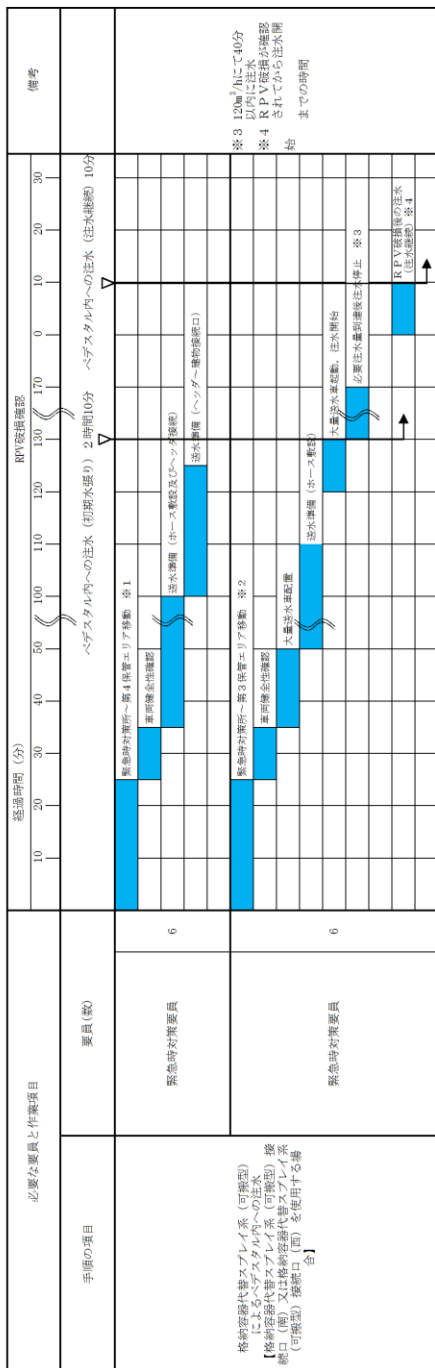 必要な要員と作業項目
経過時間（分）
備考
手順の項目
要員(数)
10
20
30
40
50
100
110
120
130
170
0
10
20
30
RPV破損確認
ペデスタル内への注水（初期水張り）２時間10分
ペデスタル内への注水（注水継続）10分
格納容器代替スプレイ系（可搬型）
によるペデスタル内への注水
【格納容器代替スプレイ系（可搬型）接
続口（南）又は格納容器代替スプレイ系
（可搬型）接続口（西）を使用する場
合】
緊急時対策要員
6
緊急時対策所～第４保管エリア移動　※１
車両健全性確認
送水準備（ホース敷設及びヘッダ接続）
送水準備（ヘッダ～建物接続口）
緊急時対策要員
6
緊急時対策所～第３保管エリア移動　※２
車両健全性確認
大量送水車配置
送水準備（ホース敷設）
大量送水車起動，注水開始
必要注水量到達後注水停止　※３
ＲＰＶ破損後の注水
（注水継続）※４
※３　120m³/hにて40分
以内に注水
※４　ＲＰＶ破損が確認
されてから注水開始
までの時間